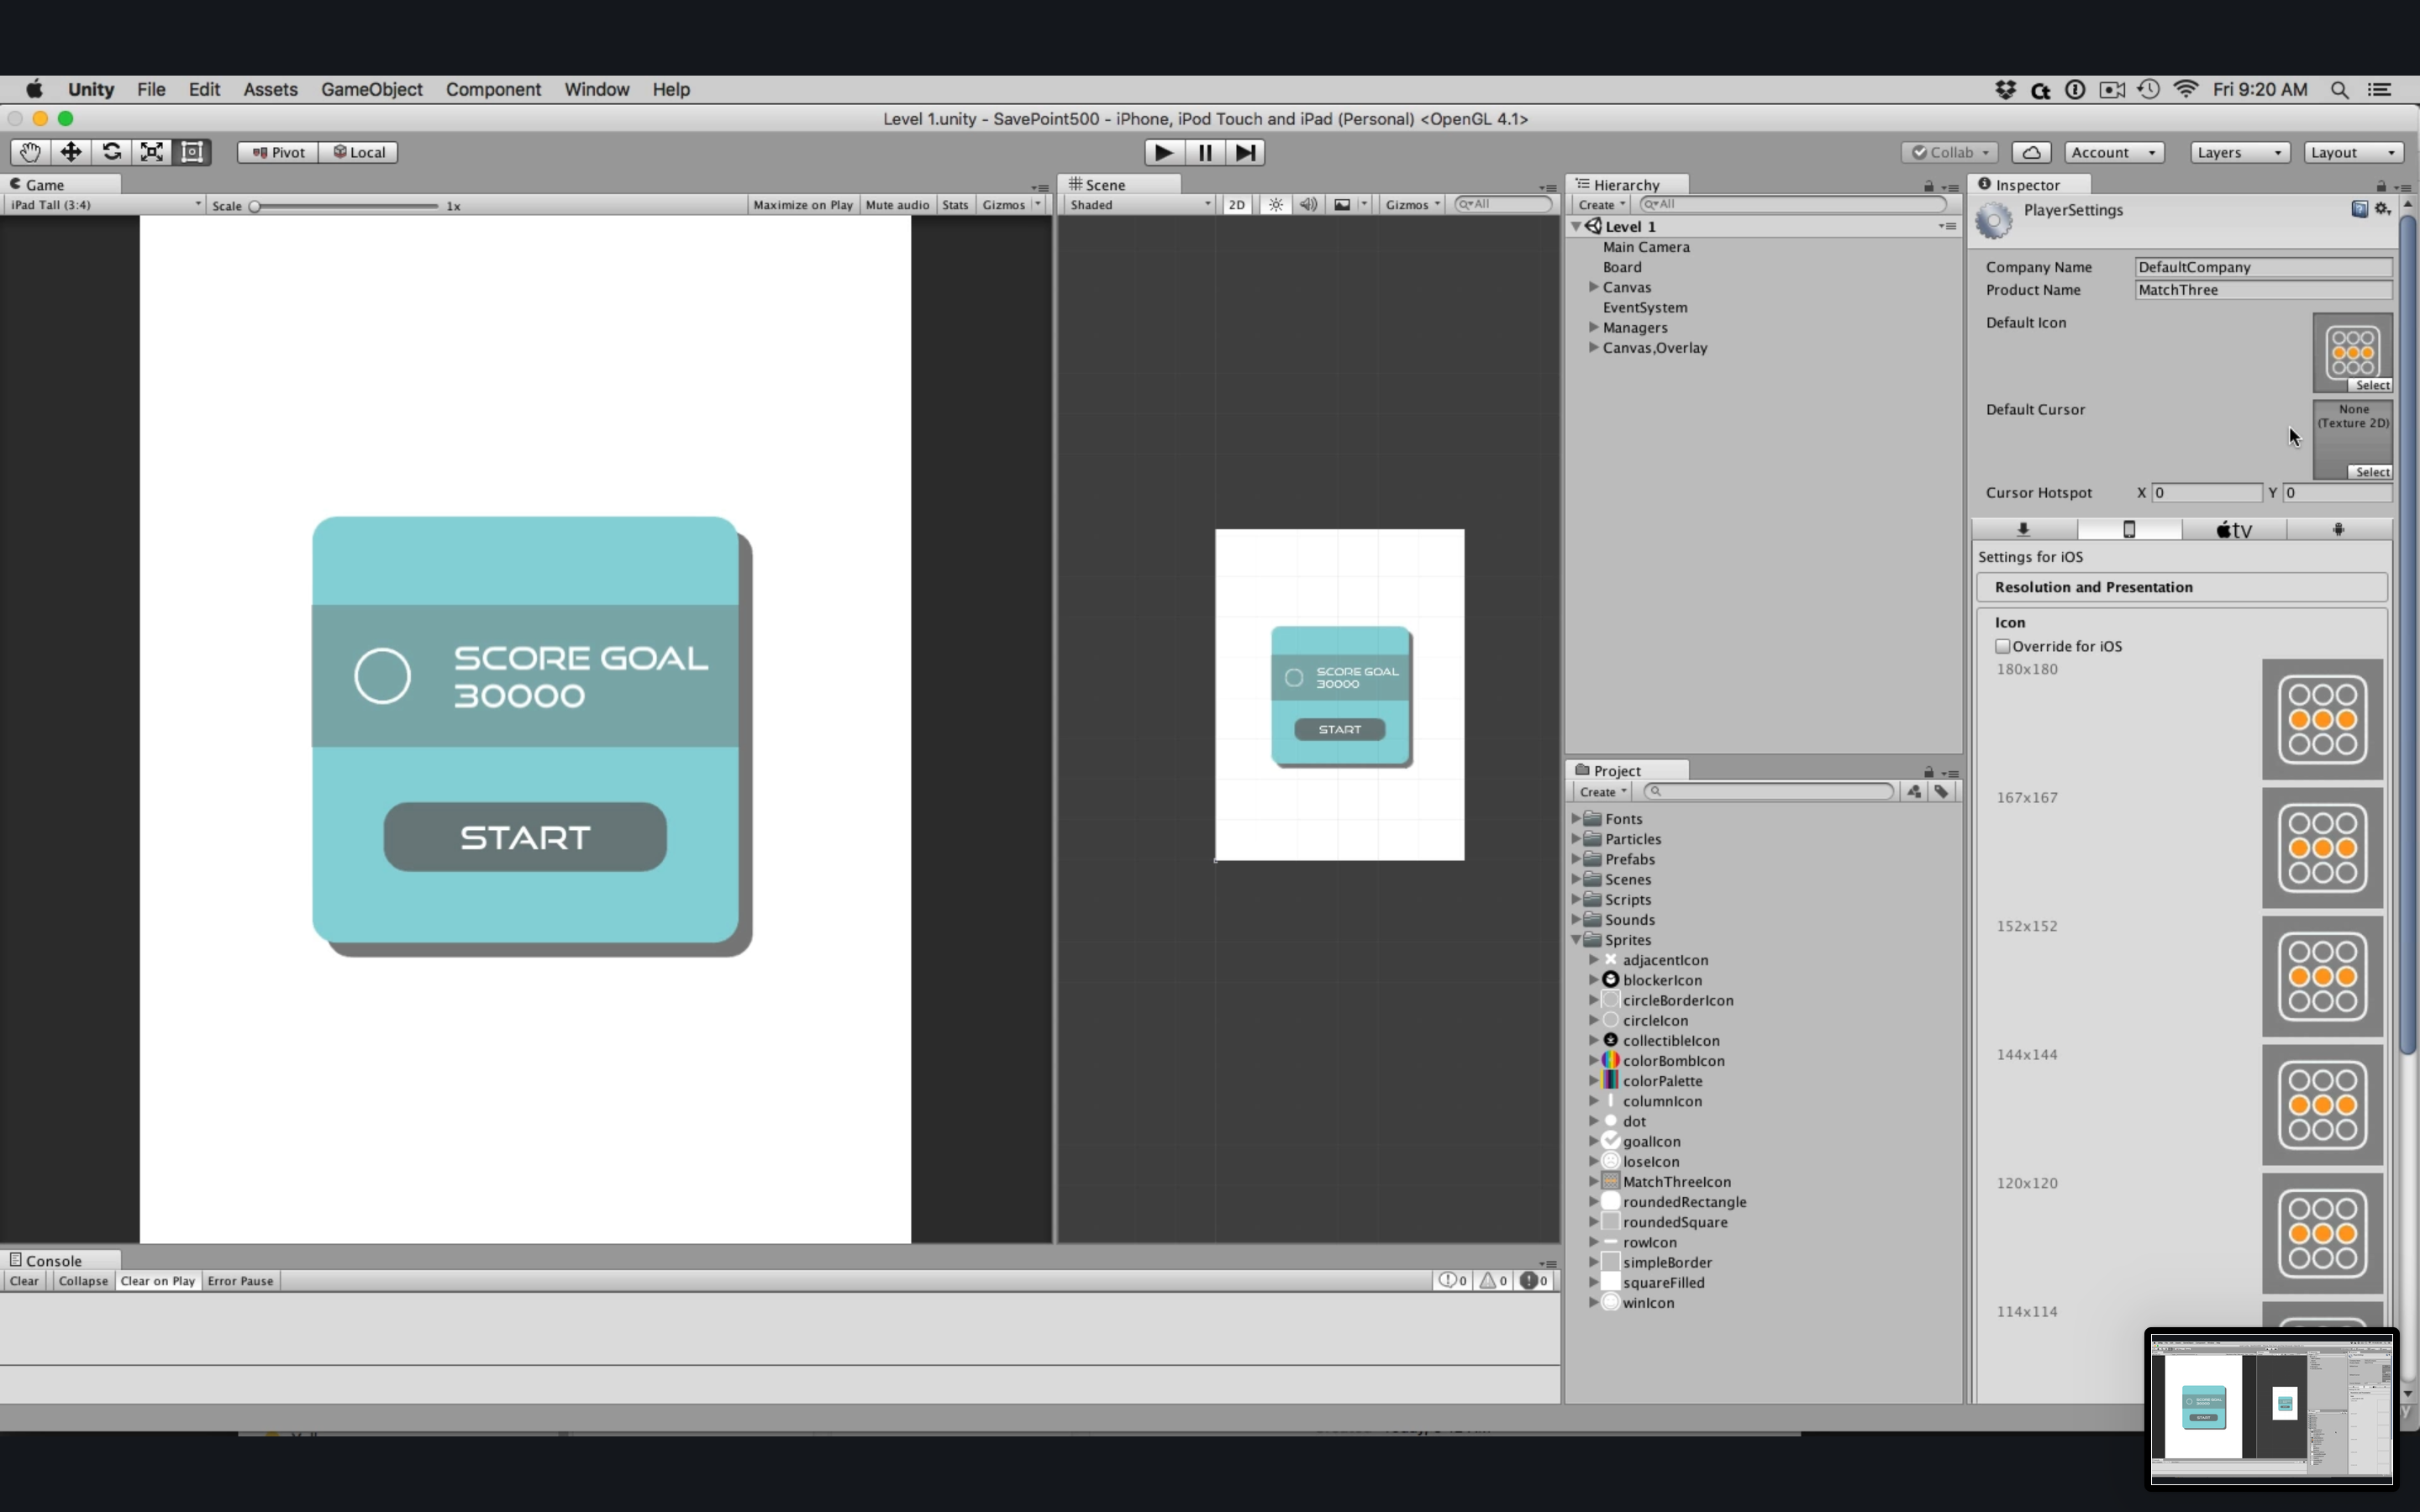 Unity File Edit Assets GameObject Component Window Help Fri 9:20 AM
Level 1.unity - SavePoint500 - iPhone, iPod Touch and iPad (Personal) <OpenGL 4.1>
Pivot Local Collab Account Layers Layout
Game
iPad Tall (3:4) Scale 1x Maximize on Play Mute audio Stats Gizmos
SCORE GOAL
30000
START
Scene
Shaded 2D Gizmos All
SCORE GOAL
30000
START
Hierarchy
Create All
Level 1
Main Camera
Board
Canvas
EventSystem
Managers
Canvas,Overlay
Project
Create
Fonts
Particles
Prefabs
Scenes
Scripts
Sounds
Sprites
adjacentIcon
blockerIcon
circleBorderIcon
circleIcon
collectibleIcon
colorBombIcon
colorPalette
columnIcon
dot
goalIcon
loseIcon
MatchThreeIcon
roundedRectangle
roundedSquare
rowIcon
simpleBorder
squareFilled
winIcon
Inspector
PlayerSettings
Company Name DefaultCompany
Product Name MatchThree
Default Icon
Select
Default Cursor None
(Texture 2D)
Select
Cursor Hotspot X 0 Y 0
tv
Settings for iOS
Resolution and Presentation
Icon
Override for iOS
180x180
167x167
152x152
144x144
120x120
114x114
Console
Clear Collapse Clear on Play Error Pause 0 0 0